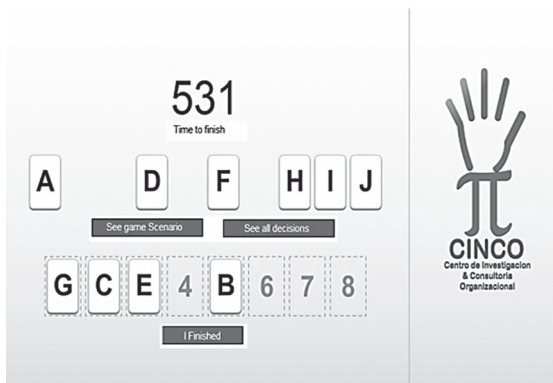 531
Time to finish
A D F H I J
See game Scenario See all decisions
G C E 4 B 6 7 8
I Finished
π
CINCO
Centro de Investigacion
& Consultoria
Organizacional